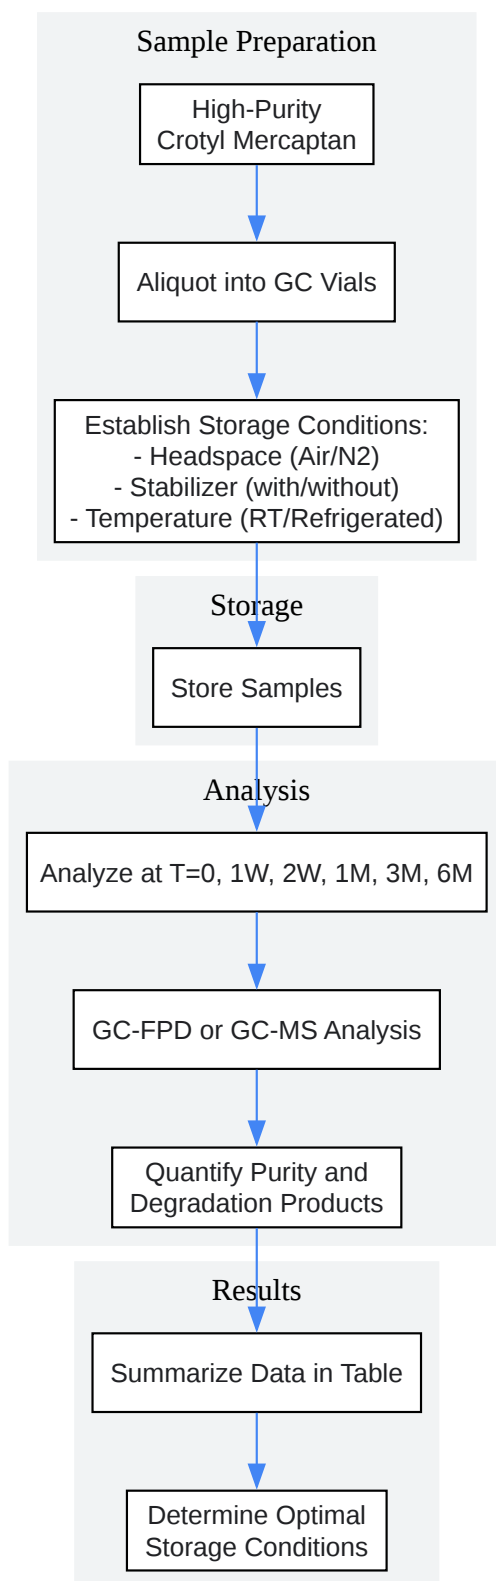 Sample Preparation
High-Purity
Crotyl Mercaptan
Aliquot into GC Vials
Establish Storage Conditions:
- Headspace (Air/N2)
- Stabilizer (with/without)
- Temperature (RT/Refrigerated)
Storage
Store Samples
Analysis
Analyze at T=0, 1W, 2W, 1M, 3M, 6M
GC-FPD or GC-MS Analysis
Quantify Purity and
Degradation Products
Results
Summarize Data in Table
Determine Optimal
Storage Conditions